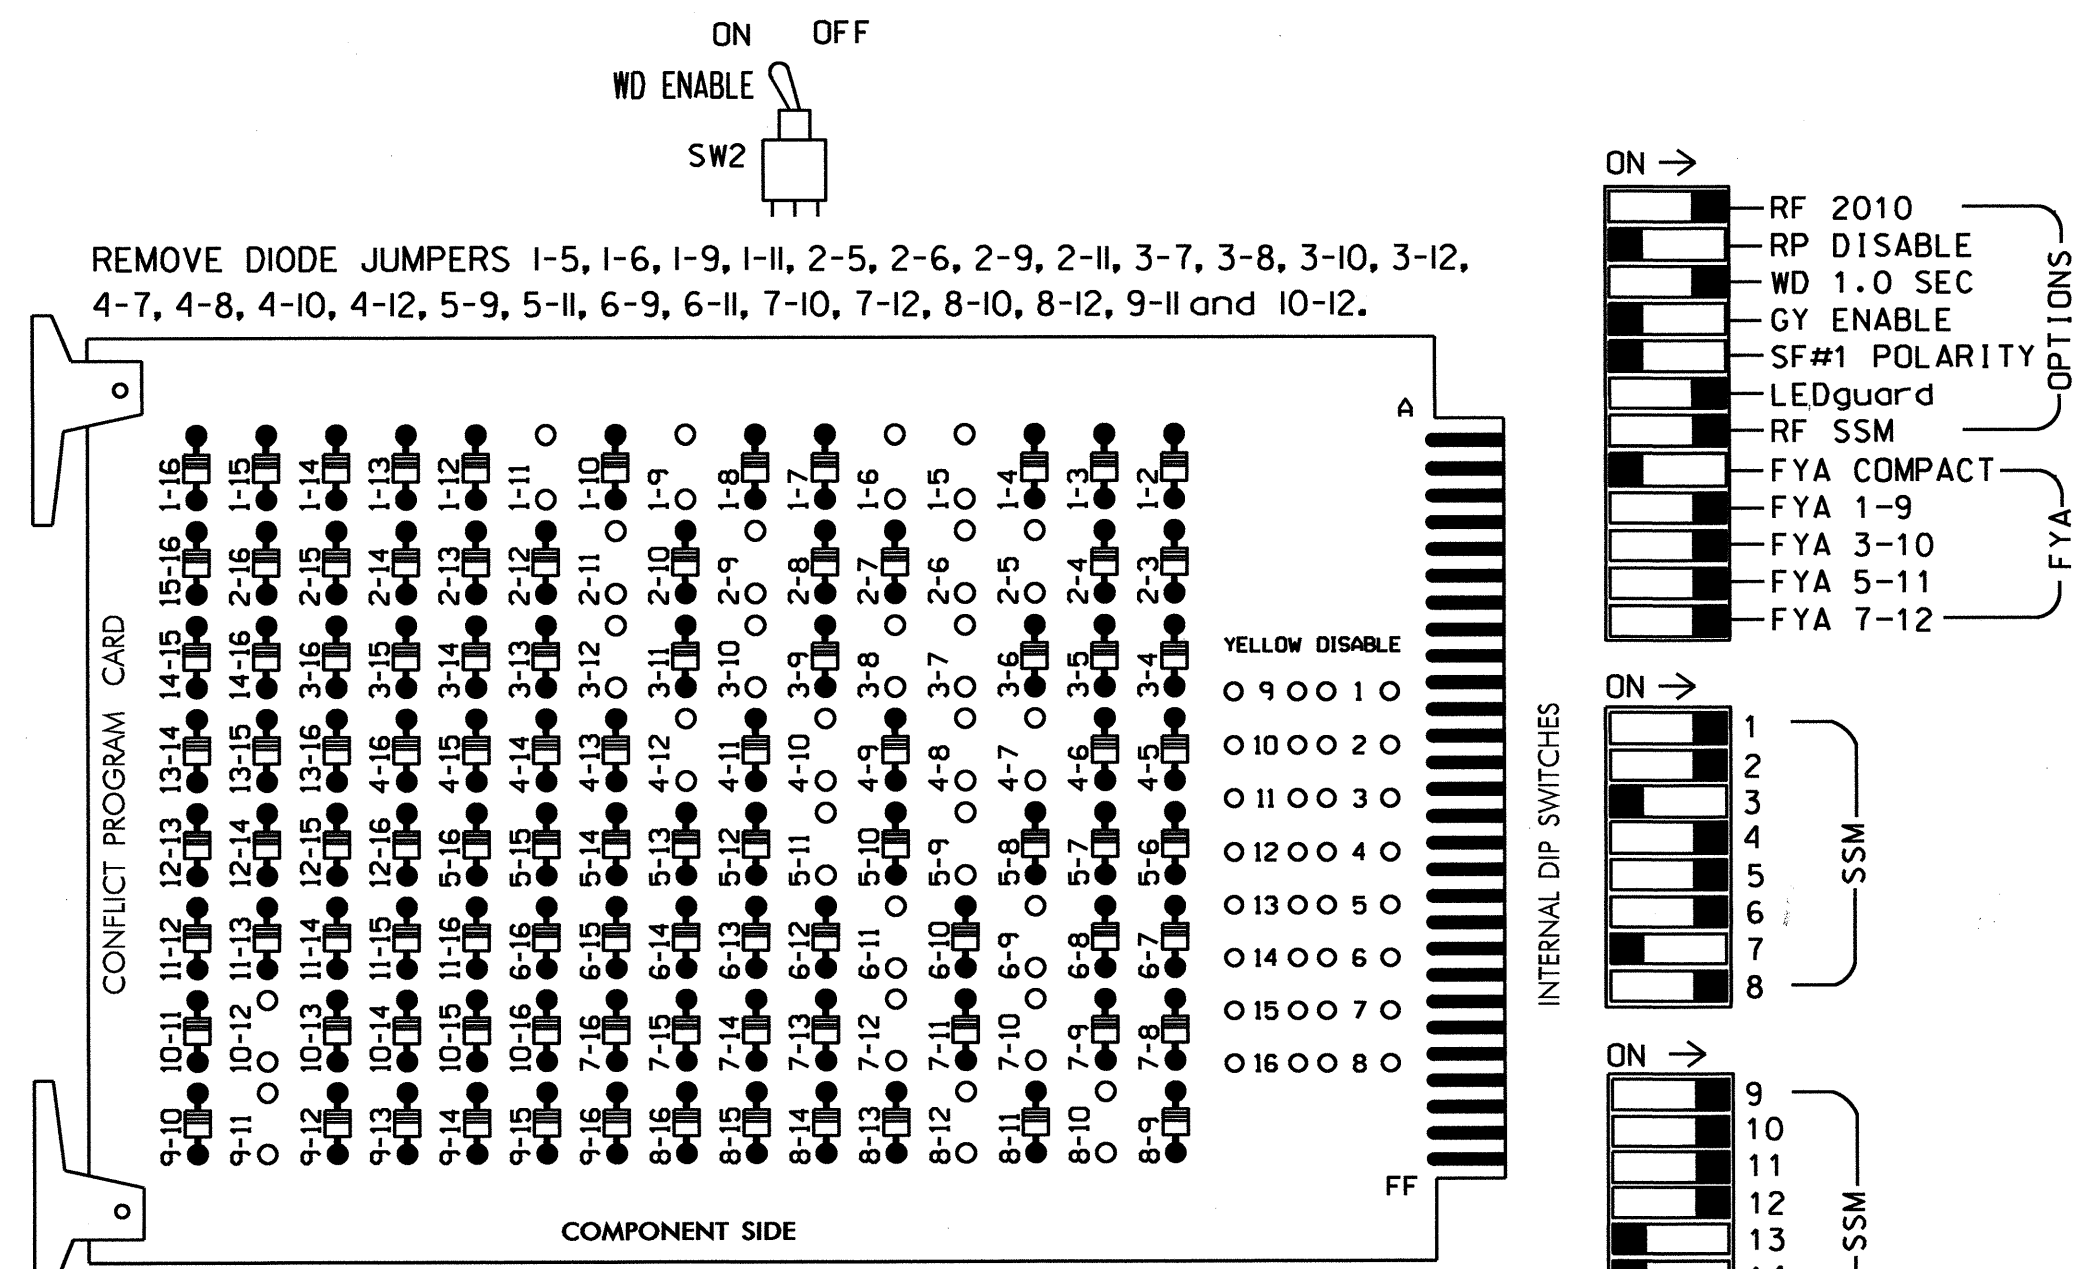 ON OFF
WD ENABLE
SW2
REMOVE DIODE JUMPERS 1-5, 1-6, 1-9, 1-11, 2-5, 2-6, 2-9, 2-11, 3-7, 3-8, 3-10, 3-12,
4-7, 4-8, 4-10, 4-12, 5-9, 5-11, 6-9, 6-11, 7-10, 7-12, 8-10, 8-12, 9-11 and 10-12.
A
1-16 1-15 1-14 1-13 1-12 1-11 1-10 1-9 1-8 1-7 1-6 1-5 1-4 1-3 1-2
15-16 2-16 2-15 2-14 2-13 2-12 2-11 2-10 2-9 2-8 2-7 2-6 2-5 2-4 2-3
14-15 14-16 3-16 3-15 3-14 3-13 3-12 3-11 3-10 3-9 3-8 3-7 3-6 3-5 3-4
13-14 13-15 13-16 4-16 4-15 4-14 4-13 4-12 4-11 4-10 4-9 4-8 4-7 4-6 4-5
12-13 12-14 12-15 12-16 5-16 5-15 5-14 5-13 5-12 5-11 5-10 5-9 5-8 5-7 5-6
11-12 11-13 11-14 11-15 11-16 6-16 6-15 6-14 6-13 6-12 6-11 6-10 6-9 6-8 6-7
10-11 10-12 10-13 10-14 10-15 10-16 7-16 7-15 7-14 7-13 7-12 7-11 7-10 7-9 7-8
9-10 9-11 9-12 9-13 9-14 9-15 9-16 8-16 8-15 8-14 8-13 8-12 8-11 8-10 8-9
CONFLICT PROGRAM CARD
YELLOW DISABLE
9 1
10 2
11 3
12 4
13 5
14 6
15 7
16 8
FF
COMPONENT SIDE
INTERNAL DIP SWITCHES
ON →
RF 2010
RP DISABLE
WD 1.0 SEC
GY ENABLE
SF#1 POLARITY
LEDguard
RF SSM
OPTIONS
FYA COMPACT
FYA 1-9
FYA 3-10
FYA 5-11
FYA 7-12
FYA
ON →
1
2
3
4
5
6
7
8
SSM
ON →
9
10
11
12
13
SSM